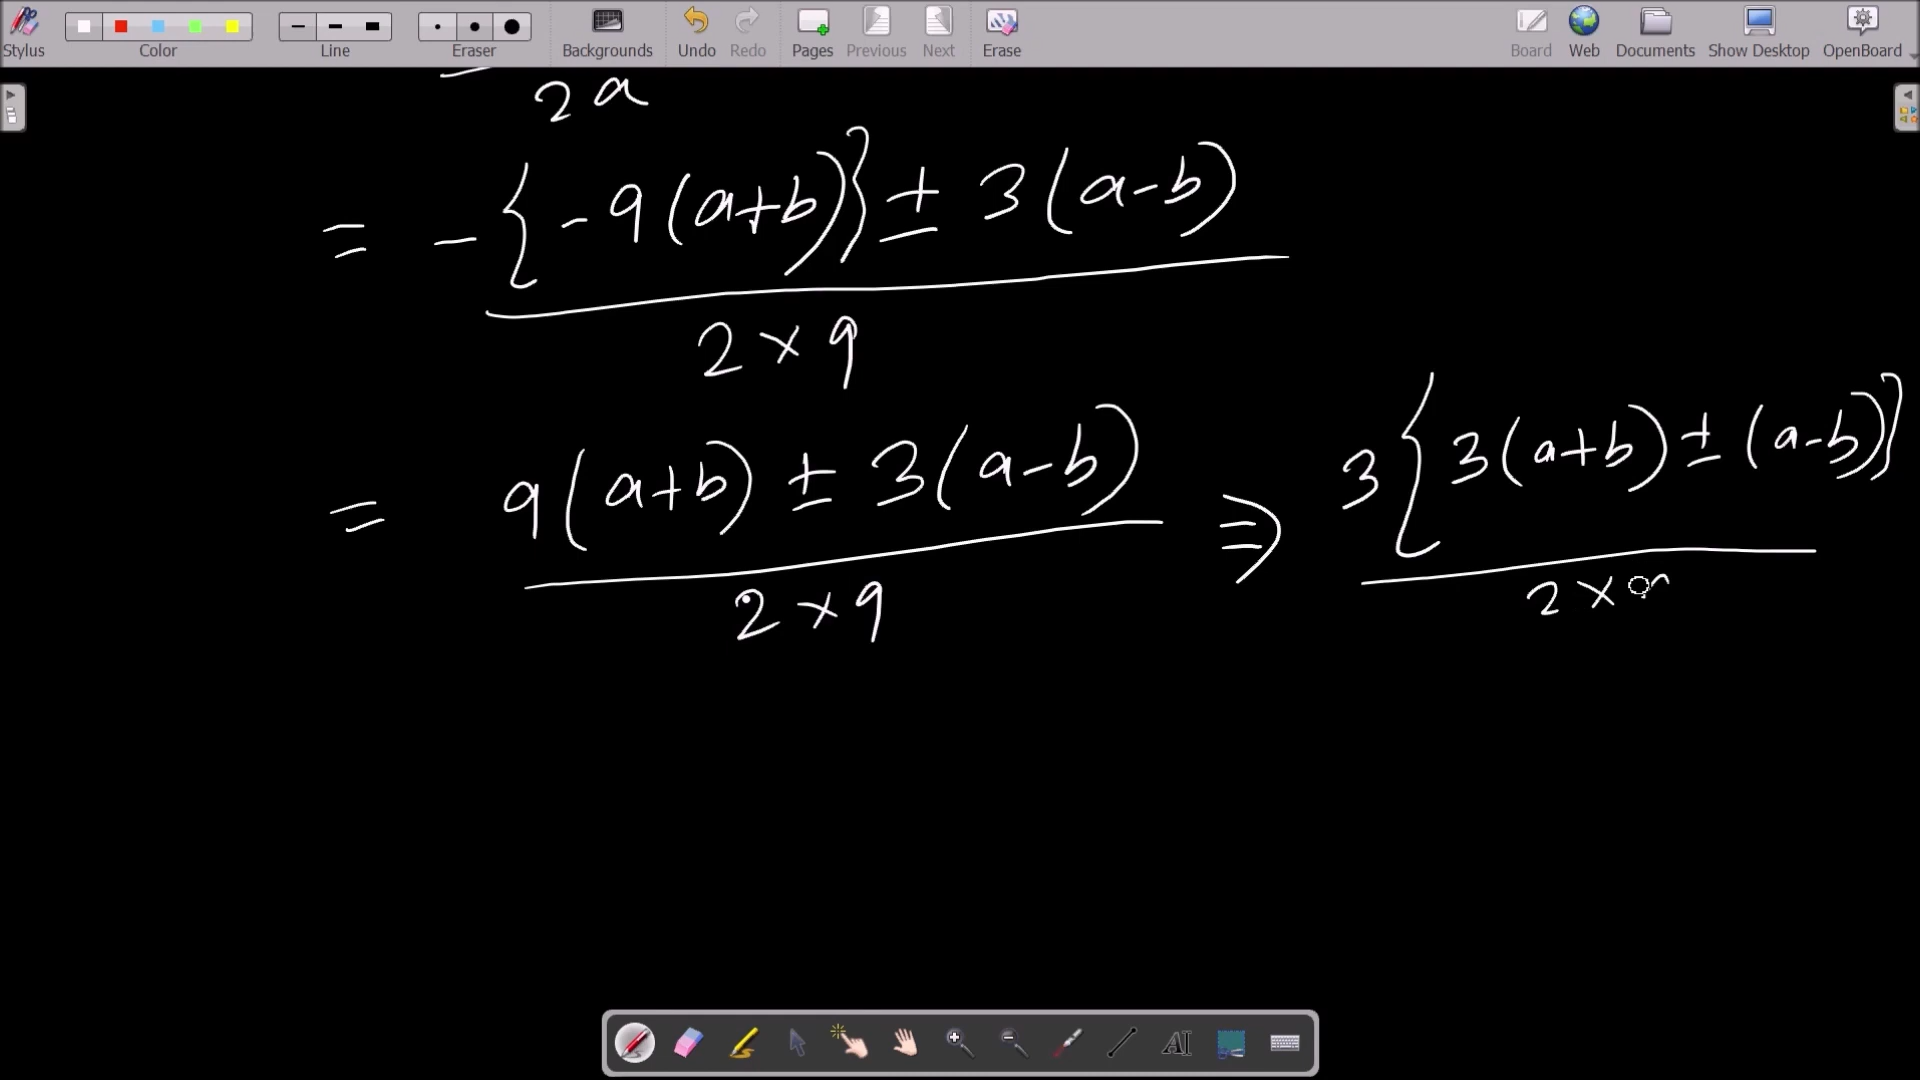 Stylus Color Line Eraser Backgrounds Undo Redo Pages Previous Next Erase Board Web Documents Show Desktop OpenBoard
2a
= -{-9(a+b)} ± 3(a-b)
2×9
= 9(a+b) ± 3(a-b) ⇒ 3{3(a+b) ± (a-b)}
2×9 2×
AI